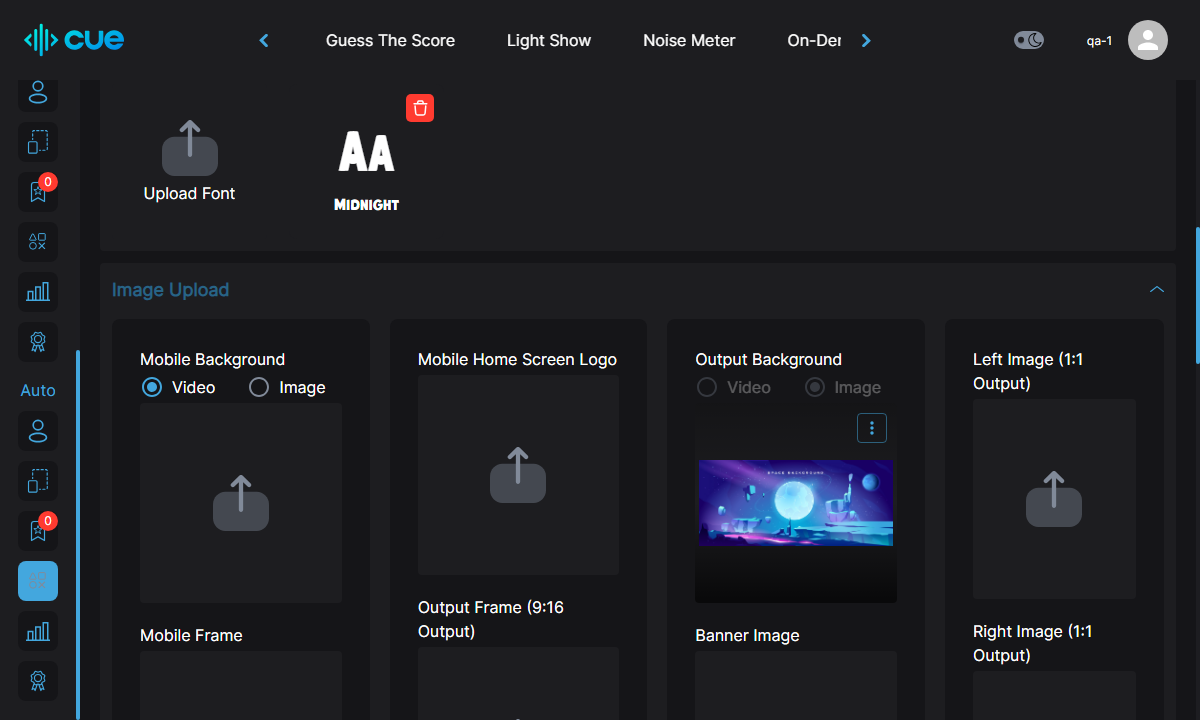 cue
Guess The Score
Light Show
Noise Meter
On-Der
qa-1
0
Auto
0
Upload Font
AA
MIDNIGHT
Image Upload
Mobile Background
Video
Image
Mobile Frame
Mobile Home Screen Logo
Output Frame (9:16
Output)
Output Background
Video
Image
SPACE BACKGROUND
Banner Image
Left Image (1:1
Output)
Right Image (1:1
Output)